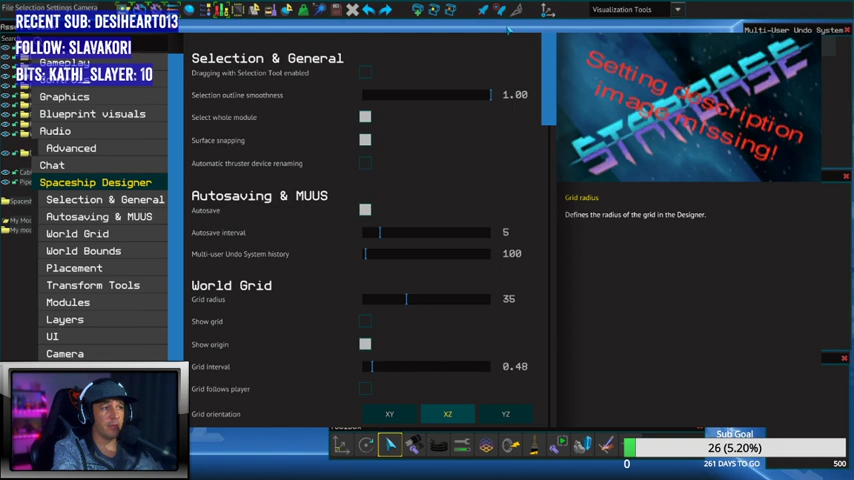 File Selection Settings Camera
Visualization Tools
RECENT SUB: DESIHEART013
FOLLOW: SLAVAKORI
BITS: KATHI_SLAYER: 10
Multi-User Undo System
Gameplay
Graphics
Blueprint visuals
Audio
Advanced
Chat
Spaceship Designer
Selection & General
Autosaving & MUUS
World Grid
World Bounds
Placement
Transform Tools
Modules
Layers
UI
Camera
Selection & General
Dragging with Selection Tool enabled
Selection outline smoothness 1.00
Select whole module
Surface snapping
Automatic thruster device renaming
Autosaving & MUUS
Autosave
Autosave interval 5
Multi-user Undo System history 100
World Grid
Grid radius 35
Show grid
Show origin
Grid Interval 0.48
Grid follows player
Grid orientation XY XZ YZ
STARBASE
Setting description
image missing!
Grid radius
Defines the radius of the grid in the Designer.
TOOLBOX
Sub Goal
26 (5.20%)
0 261 DAYS TO GO 500